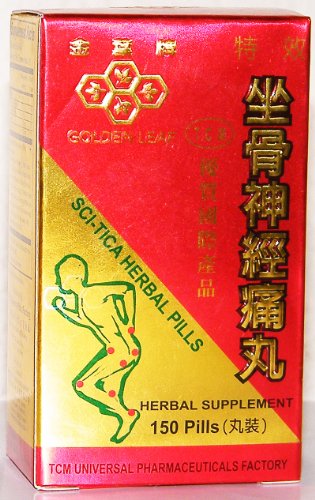 金葉牌
特效
GOLDEN LEAF
坐骨神經痛丸
SCI-TICA HERBAL PILLS
HERBAL SUPPLEMENT
150 Pills (丸裝)
TCM UNIVERSAL PHARMACEUTICALS FACTORY